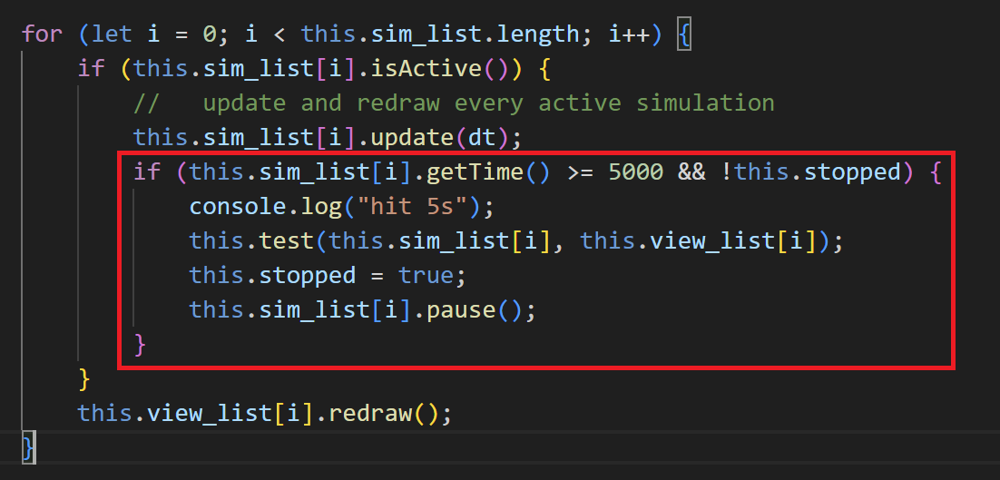 for (let i = 0; i < this.sim_list.length; i++) {
    if (this.sim_list[i].isActive()) {
        //   update and redraw every active simulation
        this.sim_list[i].update(dt);
        if (this.sim_list[i].getTime() >= 5000 && !this.stopped) {
            console.log("hit 5s");
            this.test(this.sim_list[i], this.view_list[i]);
            this.stopped = true;
            this.sim_list[i].pause();
        }
    }
    this.view_list[i].redraw();
}